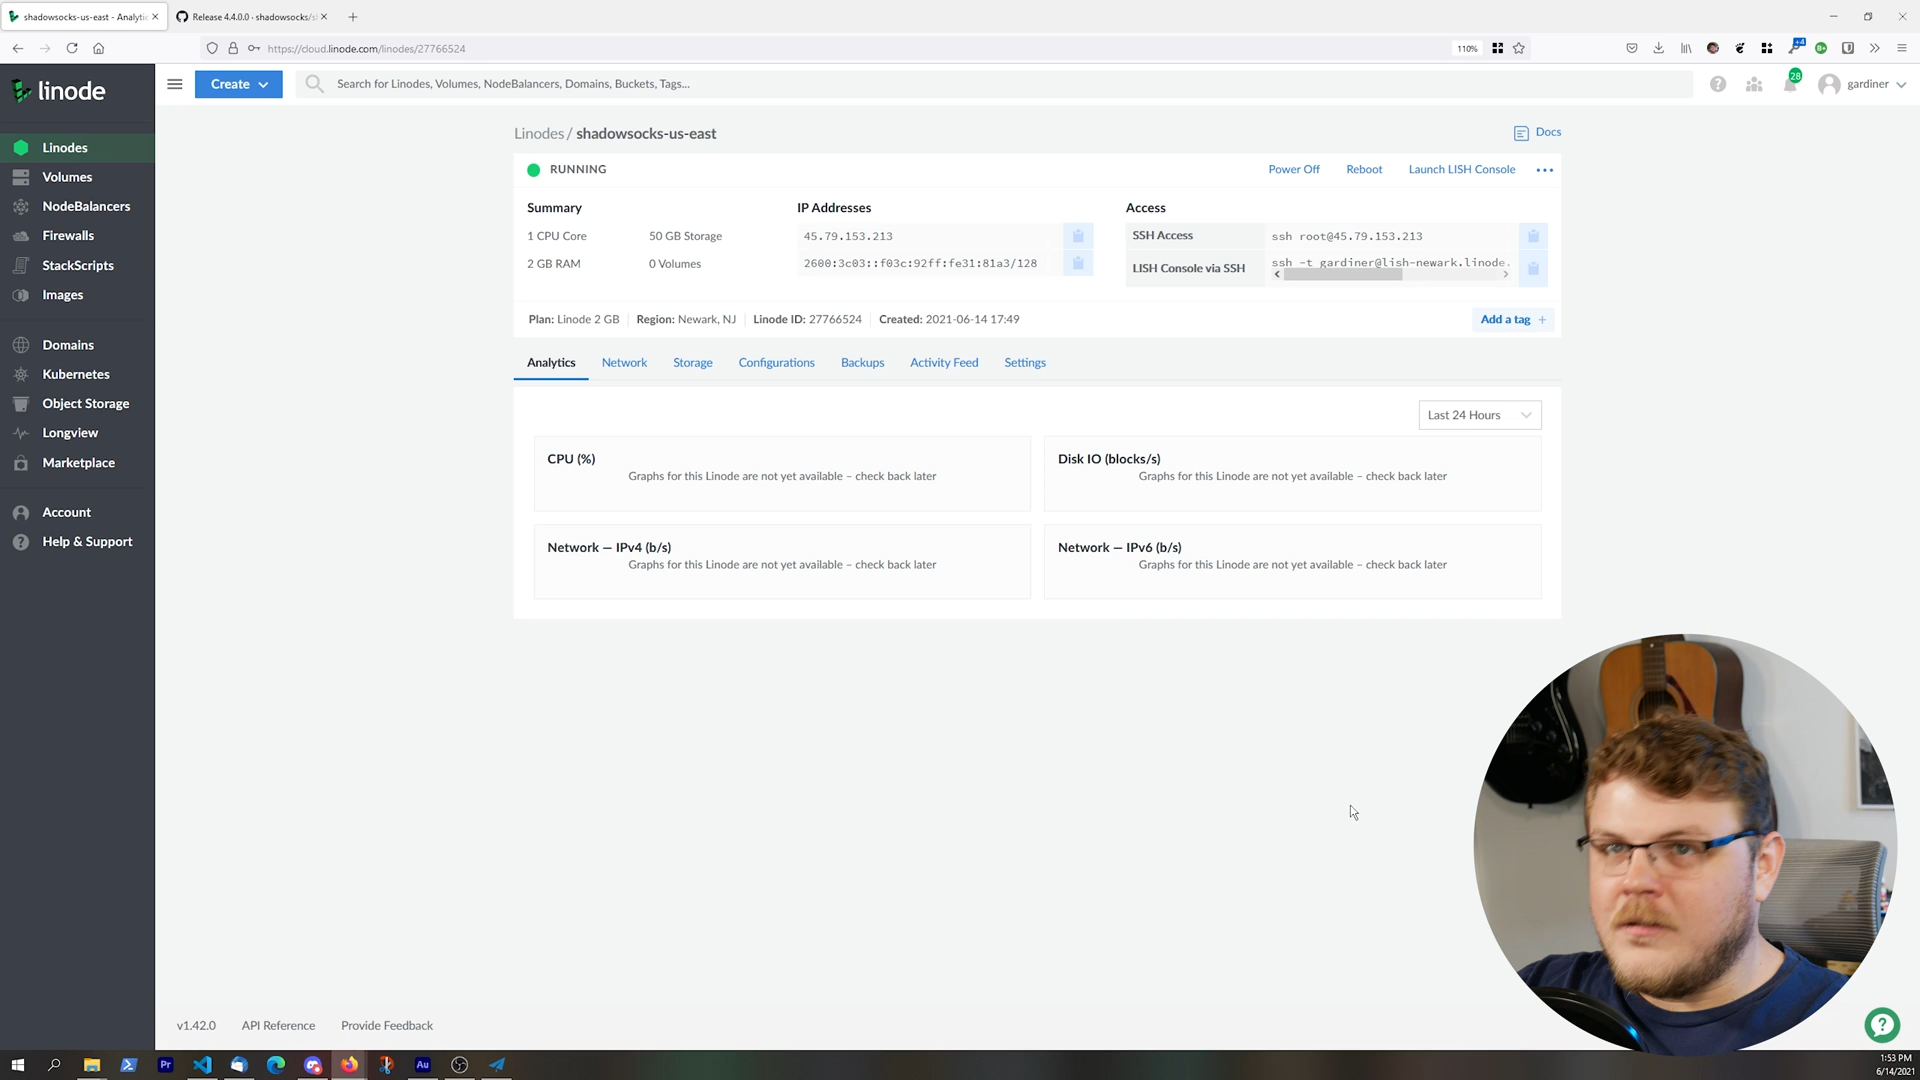 shadowsocks-us-east - Analytic
Release 4.4.0.0 · shadowsocks/s
https://cloud.linode.com/linodes/27766524
110%
+4
linode
Create
Search for Linodes, Volumes, NodeBalancers, Domains, Buckets, Tags...
28
gardiner
Linodes
Volumes
NodeBalancers
Firewalls
StackScripts
Images
Domains
Kubernetes
Object Storage
Longview
Marketplace
Account
Help & Support
Linodes / shadowsocks-us-east
Docs
RUNNING
Power Off
Reboot
Launch LISH Console
Summary
IP Addresses
Access
1 CPU Core
50 GB Storage
45.79.153.213
SSH Access
ssh root@45.79.153.213
2 GB RAM
0 Volumes
2600:3c03::f03c:92ff:fe31:81a3/128
LISH Console via SSH
ssh -t gardiner@lish-newark.linode.
Plan: Linode 2 GB
Region: Newark, NJ
Linode ID: 27766524
Created: 2021-06-14 17:49
Add a tag +
Analytics
Network
Storage
Configurations
Backups
Activity Feed
Settings
Last 24 Hours
CPU (%)
Graphs for this Linode are not yet available – check back later
Disk IO (blocks/s)
Graphs for this Linode are not yet available – check back later
Network — IPv4 (b/s)
Graphs for this Linode are not yet available – check back later
Network — IPv6 (b/s)
Graphs for this Linode are not yet available – check back later
v1.42.0
API Reference
Provide Feedback
Pr
Au
1:53 PM
6/14/2021